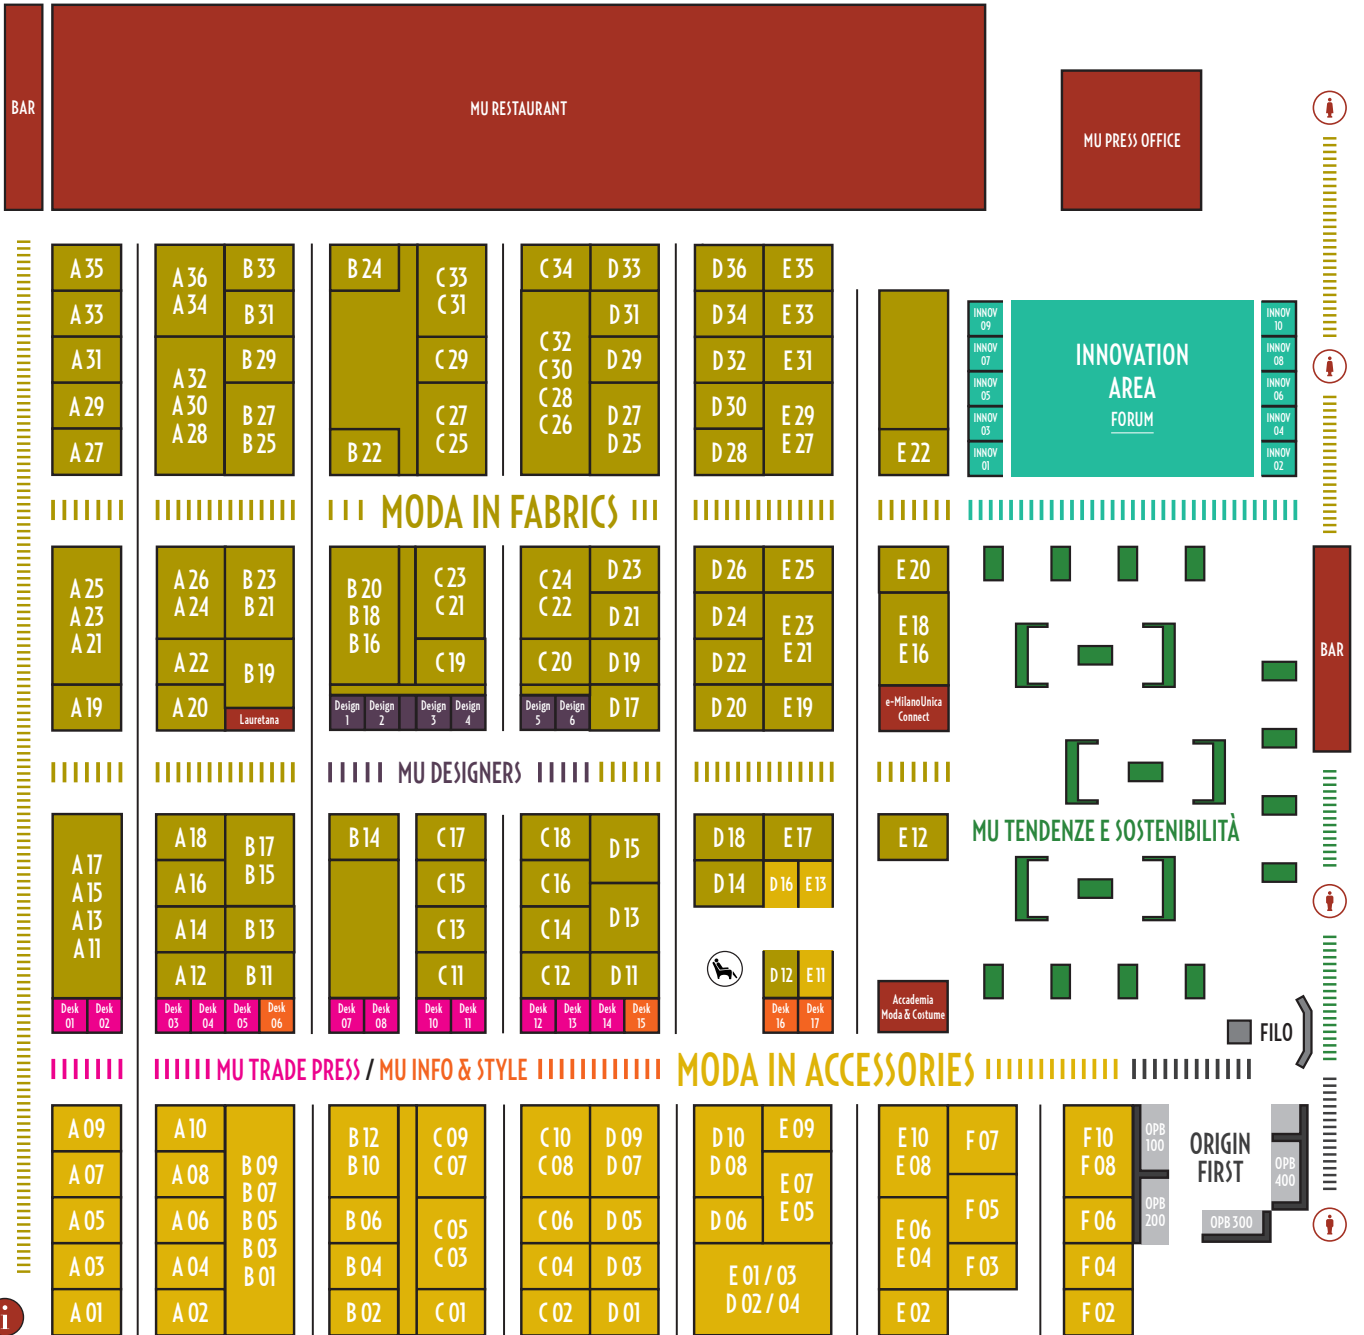 BAR
MU RESTAURANT
MU PRESS OFFICE
A 35
A 33
A 31
A 29
A 27
A 36
A 34
A 32
A 30
A 28
B 33
B 31
B 29
B 27
B 25
B 24
B 22
C 33
C 31
C 29
C 27
C 25
C 34
C 32
C 30
C 28
C 26
D 33
D 31
D 29
D 27
D 25
D 36
D 34
D 32
D 30
D 28
E 35
E 33
E 31
E 29
E 27
E 22
INNOV
09
INNOV
07
INNOV
05
INNOV
03
INNOV
01
INNOVATION
AREA
FORUM
INNOV
10
INNOV
08
INNOV
06
INNOV
04
INNOV
02
MODA IN FABRICS
A 25
A 23
A 21
A 19
A 26
A 24
A 22
A 20
B 23
B 21
B 19
Lauretana
B 20
B 18
B 16
C 23
C 21
C 19
Design
1
Design
2
Design
3
Design
4
C 24
C 22
C 20
Design
5
Design
6
D 23
D 21
D 19
D 17
D 26
D 24
D 22
D 20
E 25
E 23
E 21
E 19
E 20
E 18
E 16
e-MilanoUnica
Connect
BAR
MU DESIGNERS
MU TENDENZE E SOSTENIBILITÀ
A 17
A 15
A 13
A 11
Desk
01
Desk
02
A 18
A 16
A 14
A 12
B 17
B 15
B 13
B 11
Desk
03
Desk
04
Desk
05
Desk
06
B 14
Desk
07
Desk
08
C 17
C 15
C 13
C 11
Desk
10
Desk
11
C 18
C 16
C 14
C 12
D 15
D 13
D 11
Desk
12
Desk
13
Desk
14
Desk
15
D 18
D 14
E 17
D 16
E 13
D 12
E 11
Desk
16
Desk
17
E 12
Accademia
Moda & Costume
FILO
MU TRADE PRESS / MU INFO & STYLE
MODA IN ACCESSORIES
A 09
A 07
A 05
A 03
A 01
A 10
A 08
A 06
A 04
A 02
B 09
B 07
B 05
B 03
B 01
B 12
B 10
B 06
B 04
B 02
C 09
C 07
C 05
C 03
C 01
C 10
C 08
C 06
C 04
C 02
D 09
D 07
D 05
D 03
D 01
D 10
D 08
D 06
E 09
E 07
E 05
E 01 / 03
D 02 / 04
E 10
E 08
E 06
E 04
E 02
F 07
F 05
F 03
F 10
F 08
F 06
F 04
F 02
OPB
100
OPB
200
ORIGIN
FIRST
OPB
400
OPB 300
i